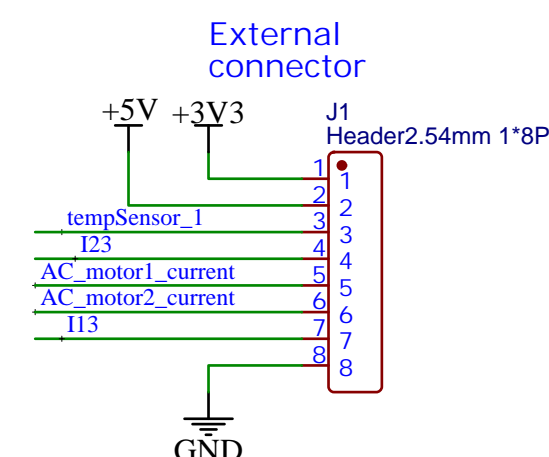 External
connector
+5V +3V3
J1
Header2.54mm 1*8P
1 1
2 2
tempSensor_1 3 3
I23 4 4
AC_motor1_current 5 5
AC_motor2_current 6 6
I13 7 7
8 8
GND